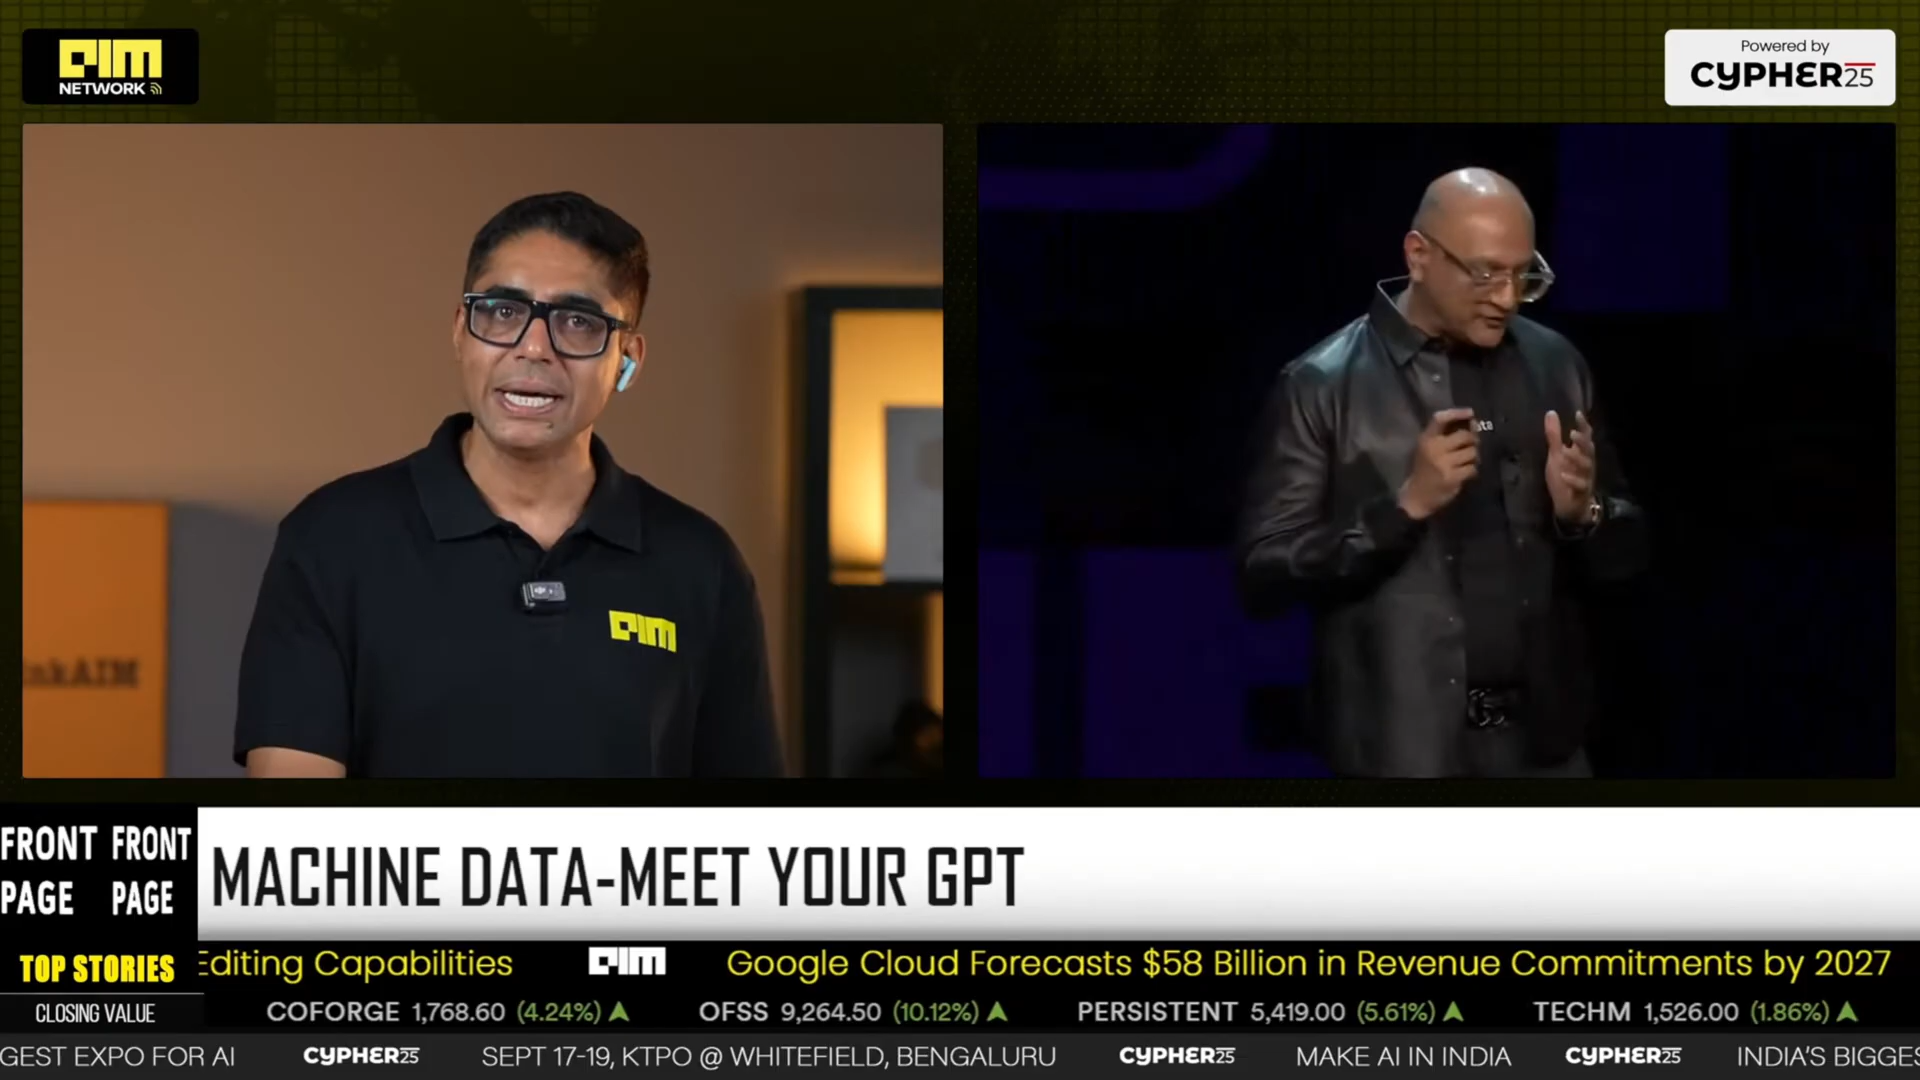 AIM
NETWORK
Powered by
CYPHER25
nkAIM
AIM
ata
FRONT FRONT
PAGE PAGE
MACHINE DATA-MEET YOUR GPT
TOP STORIES
Editing Capabilities AIM Google Cloud Forecasts $58 Billion in Revenue Commitments by 2027
CLOSING VALUE
COFORGE 1,768.60 (4.24%) ▲ OFSS 9,264.50 (10.12%) ▲ PERSISTENT 5,419.00 (5.61%) ▲ TECHM 1,526.00 (1.86%) ▲
GEST EXPO FOR AI CYPHER25 SEPT 17-19, KTPO @ WHITEFIELD, BENGALURU CYPHER25 MAKE AI IN INDIA CYPHER25 INDIA'S BIGGES